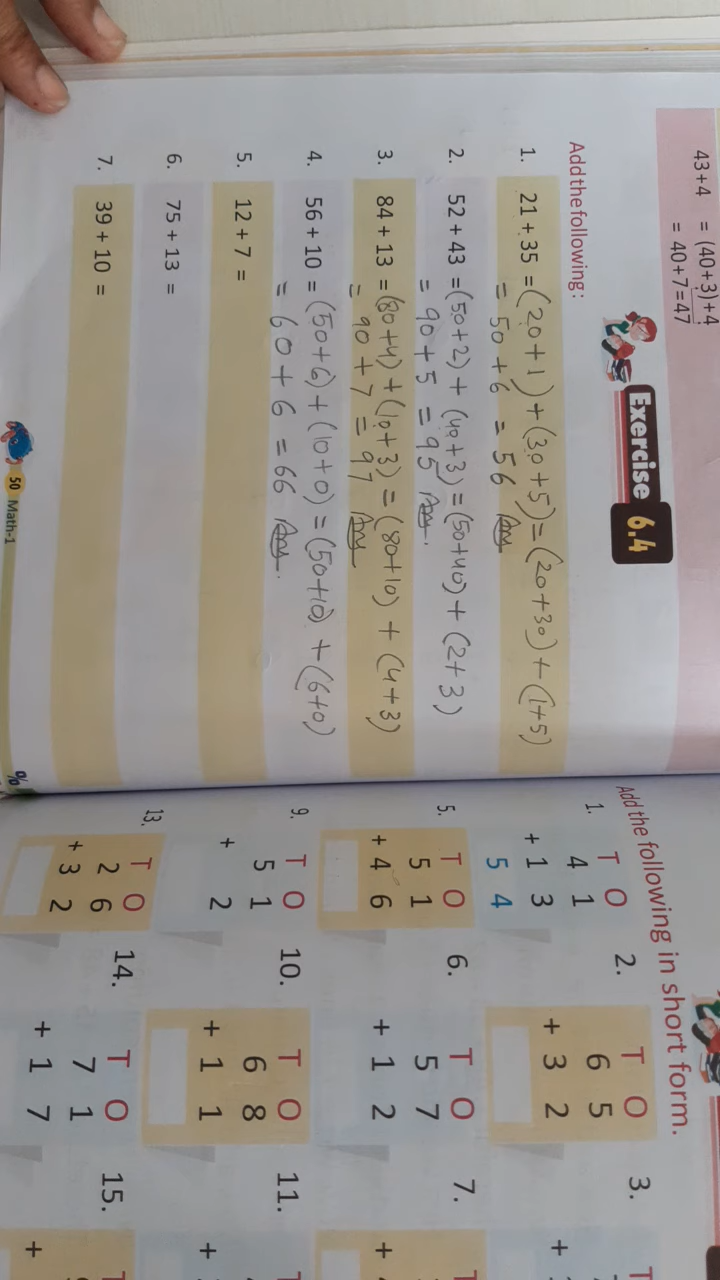 43+4 = (40+3)+4
= 40+7=47
Exercise 6.4
Add the following:
1. 21 + 35 = (20+1)+(30+5)=(20+30)+(1+5)
= 50 + 6 = 56 Ans
2. 52 + 43 = (50+2) + (40+3)=(50+40)+(2+3)
= 90 + 5 = 95 Ans.
3. 84 + 13 = (80+4)+(10+3)=(80+10)+(4+3)
= 90 + 7 = 97 Ans
4. 56 + 10 = (50+6)+(10+0)=(50+10)+(6+0)
= 60 + 6 = 66 Ans.
5. 12 + 7 =
6. 75 + 13 =
7. 39 + 10 =
50 Math-1
%
Add the following in short form.
1. 2. 3.
T O T O T
4 1 6 5
+ 1 3 + 3 2 +
5 4
5. 6. 7.
T O T O T
5 1 5 7
+ 4 6 + 1 2 +
9. 10. 11.
T O T O T
5 1 6 8
+ 2 + 1 1 +
13. 14. 15.
T O T O T
2 6 7 1
+ 3 2 + 1 7 +